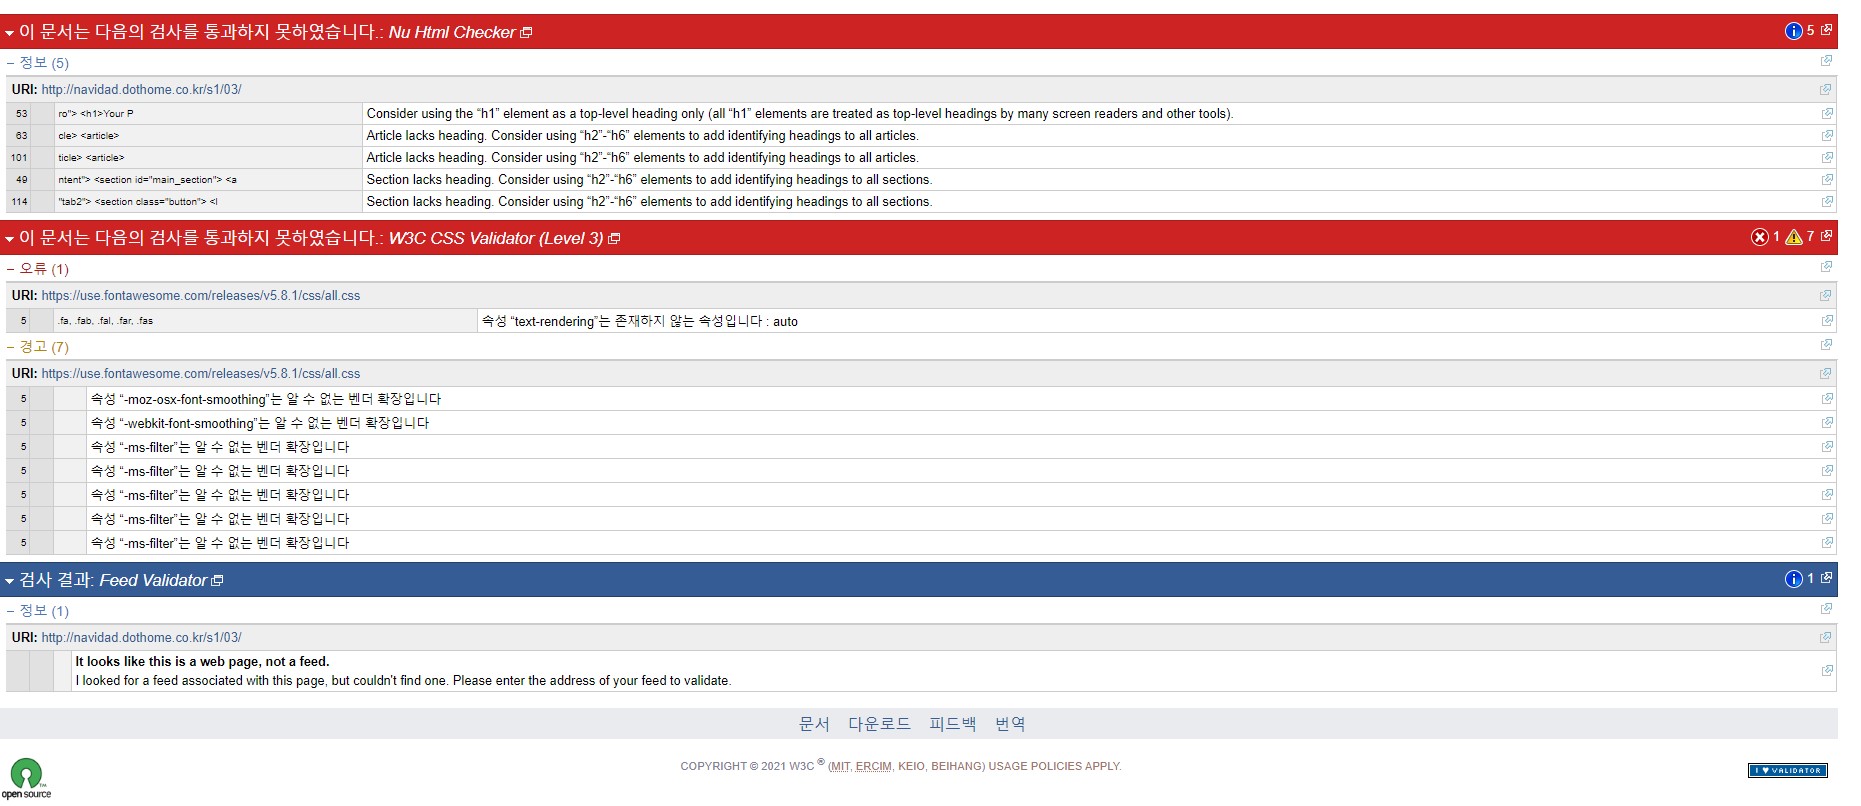 이 문서는 다음의 검사를 통과하지 못하였습니다.: Nu Html Checker 5
− 정보 (5)
URI: http://navidad.dothome.co.kr/s1/03/
53 ro"> <h1>Your P Consider using the “h1” element as a top-level heading only (all “h1” elements are treated as top-level headings by many screen readers and other tools).
63 cle> <article> Article lacks heading. Consider using “h2”-“h6” elements to add identifying headings to all articles.
101 ticle> <article> Article lacks heading. Consider using “h2”-“h6” elements to add identifying headings to all articles.
49 ntent"> <section id="main_section"> <a Section lacks heading. Consider using “h2”-“h6” elements to add identifying headings to all sections.
114 "tab2"> <section class="button"> <l Section lacks heading. Consider using “h2”-“h6” elements to add identifying headings to all sections.
이 문서는 다음의 검사를 통과하지 못하였습니다.: W3C CSS Validator (Level 3) 1 7
− 오류 (1)
URI: https://use.fontawesome.com/releases/v5.8.1/css/all.css
5 .fa, .fab, .fal, .far, .fas 속성 “text-rendering”는 존재하지 않는 속성입니다 : auto
− 경고 (7)
URI: https://use.fontawesome.com/releases/v5.8.1/css/all.css
5 속성 “-moz-osx-font-smoothing”는 알 수 없는 벤더 확장입니다
5 속성 “-webkit-font-smoothing”는 알 수 없는 벤더 확장입니다
5 속성 “-ms-filter”는 알 수 없는 벤더 확장입니다
5 속성 “-ms-filter”는 알 수 없는 벤더 확장입니다
5 속성 “-ms-filter”는 알 수 없는 벤더 확장입니다
5 속성 “-ms-filter”는 알 수 없는 벤더 확장입니다
5 속성 “-ms-filter”는 알 수 없는 벤더 확장입니다
검사 결과: Feed Validator 1
− 정보 (1)
URI: http://navidad.dothome.co.kr/s1/03/
It looks like this is a web page, not a feed.
I looked for a feed associated with this page, but couldn't find one. Please enter the address of your feed to validate.
문서 다운로드 피드백 번역
COPYRIGHT © 2021 W3C ® (MIT, ERCIM, KEIO, BEIHANG) USAGE POLICIES APPLY.
I ♥ VALIDATOR
open source™